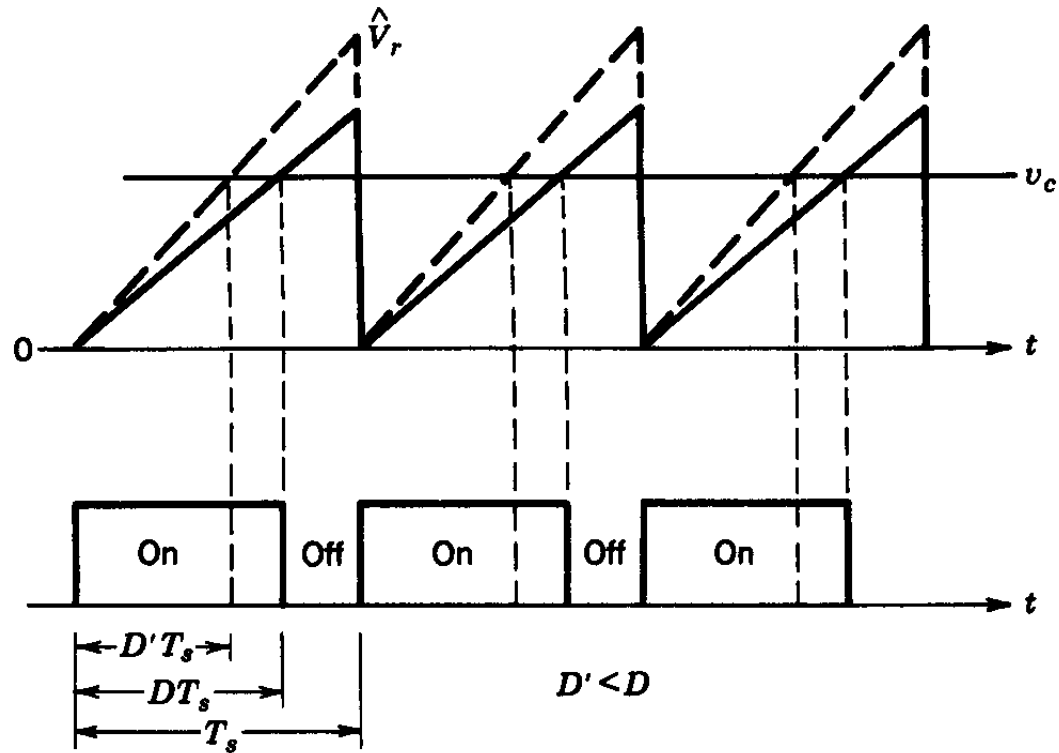 V̂r
vc
0 t
On Off On Off On
t
D'Ts
DTs D' < D
Ts